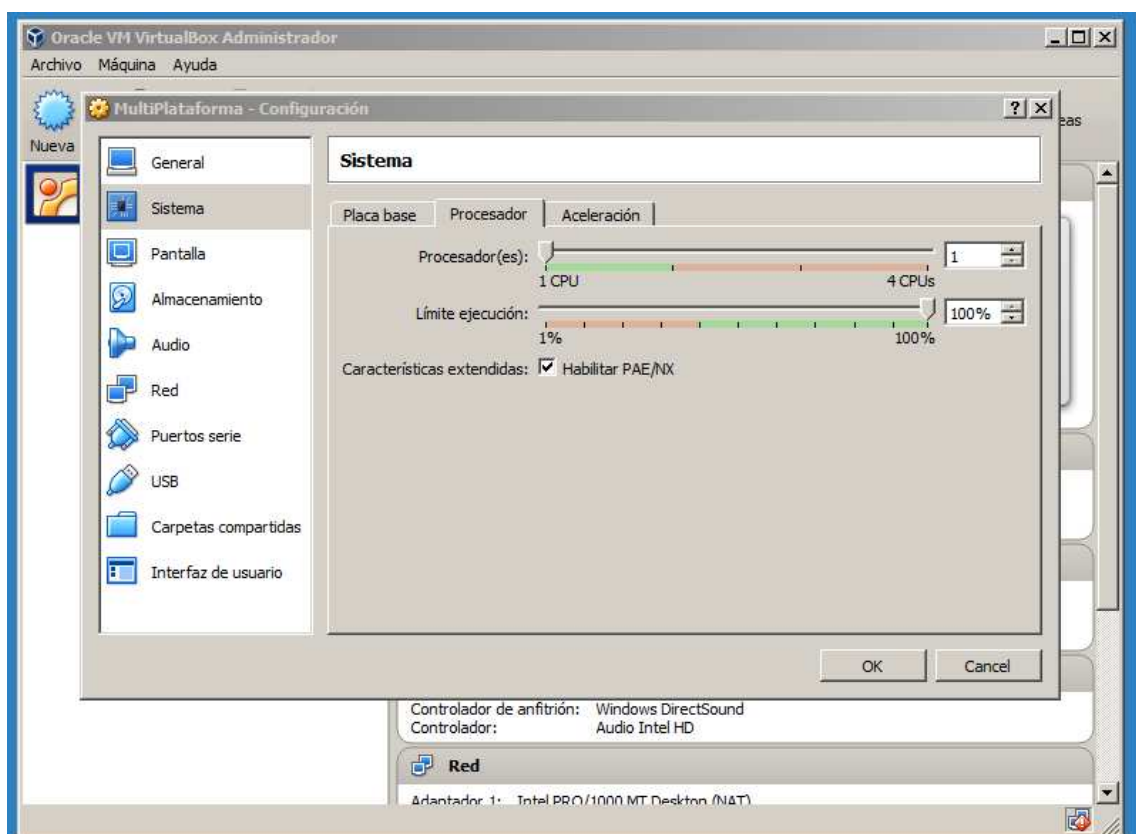 Oracle VM VirtualBox Administrador
Archivo Máquina Ayuda
Nueva
eas
MultiPlataforma - Configuración
General
Sistema
Pantalla
Almacenamiento
Audio
Red
Puertos serie
USB
Carpetas compartidas
Interfaz de usuario
Sistema
Placa base Procesador Aceleración
Procesador(es): 1
1 CPU 4 CPUs
Límite ejecución: 100%
1% 100%
Características extendidas: Habilitar PAE/NX
OK Cancel
Controlador de anfitrión: Windows DirectSound
Controlador: Audio Intel HD
Red
Adaptador 1: Intel PRO/1000 MT Desktop (NAT)